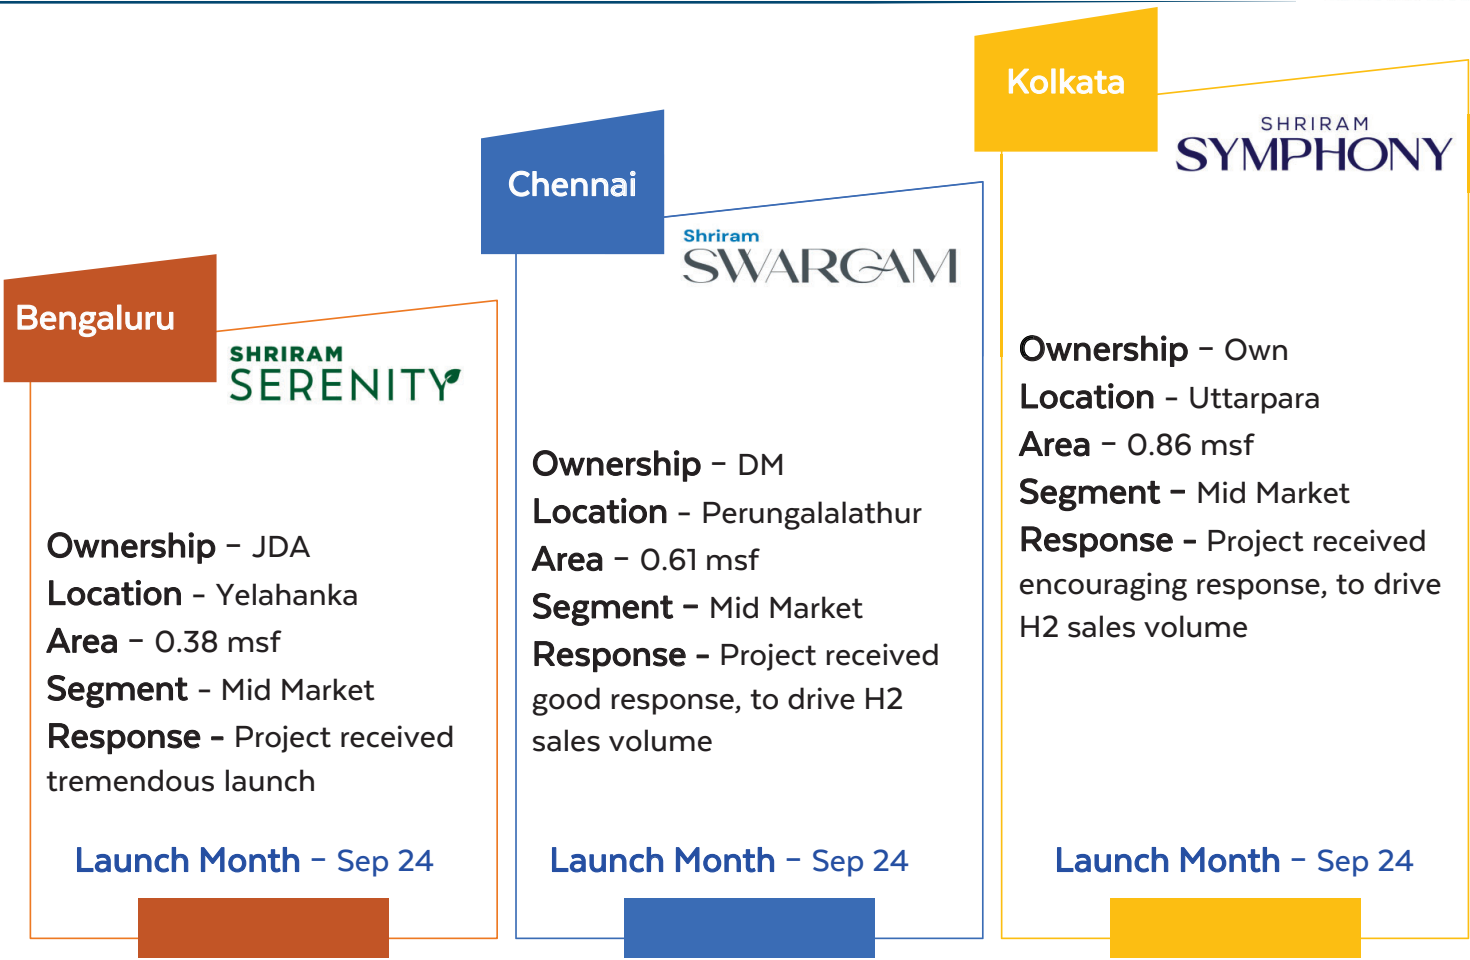 Bengaluru
SHRIRAM
SERENITY
Ownership – JDA
Location - Yelahanka
Area – 0.38 msf
Segment - Mid Market
Response - Project received
tremendous launch
Launch Month – Sep 24
Chennai
Shriram
SWARGAM
Ownership – DM
Location - Perungalalathur
Area – 0.61 msf
Segment – Mid Market
Response - Project received
good response, to drive H2
sales volume
Launch Month – Sep 24
Kolkata
SHRIRAM
SYMPHONY
Ownership – Own
Location - Uttarpara
Area – 0.86 msf
Segment – Mid Market
Response - Project received
encouraging response, to drive
H2 sales volume
Launch Month – Sep 24